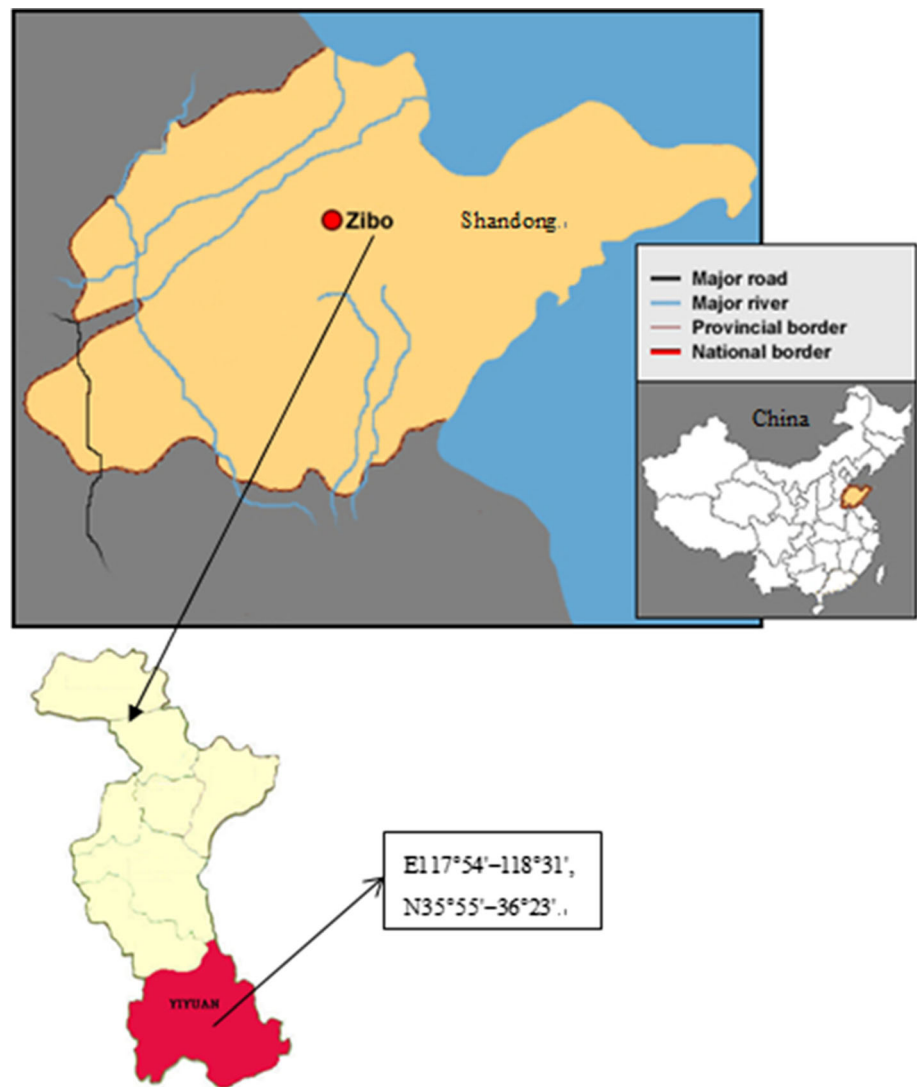 Zibo
Shandong.
Major road
Major river
Provincial border
National border
China
E117°54'–118°31',
N35°55'–36°23'.
YIYUAN